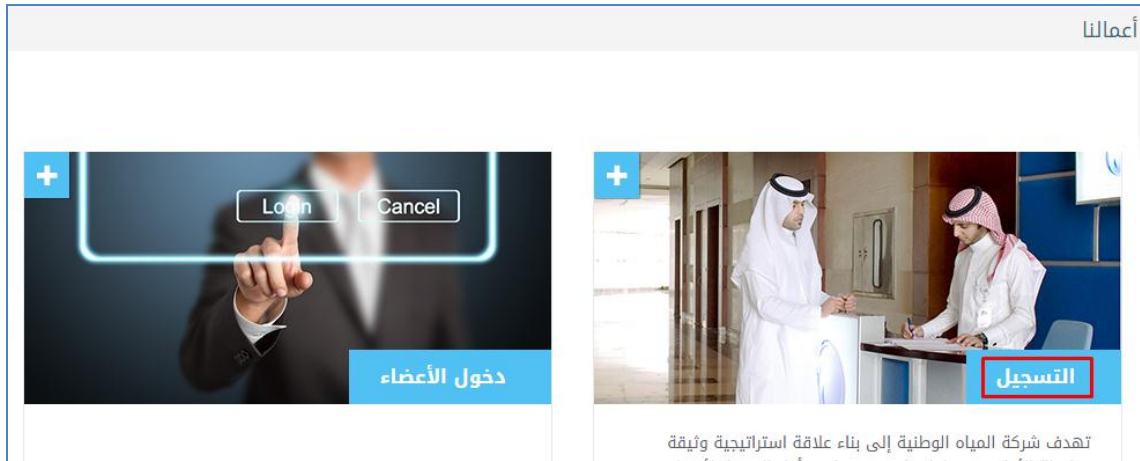 أعمالنا
التسجيل
تهدف شركة المياه الوطنية إلى بناء علاقة استراتيجية وثيقة
Login
Cancel
دخول الأعضاء